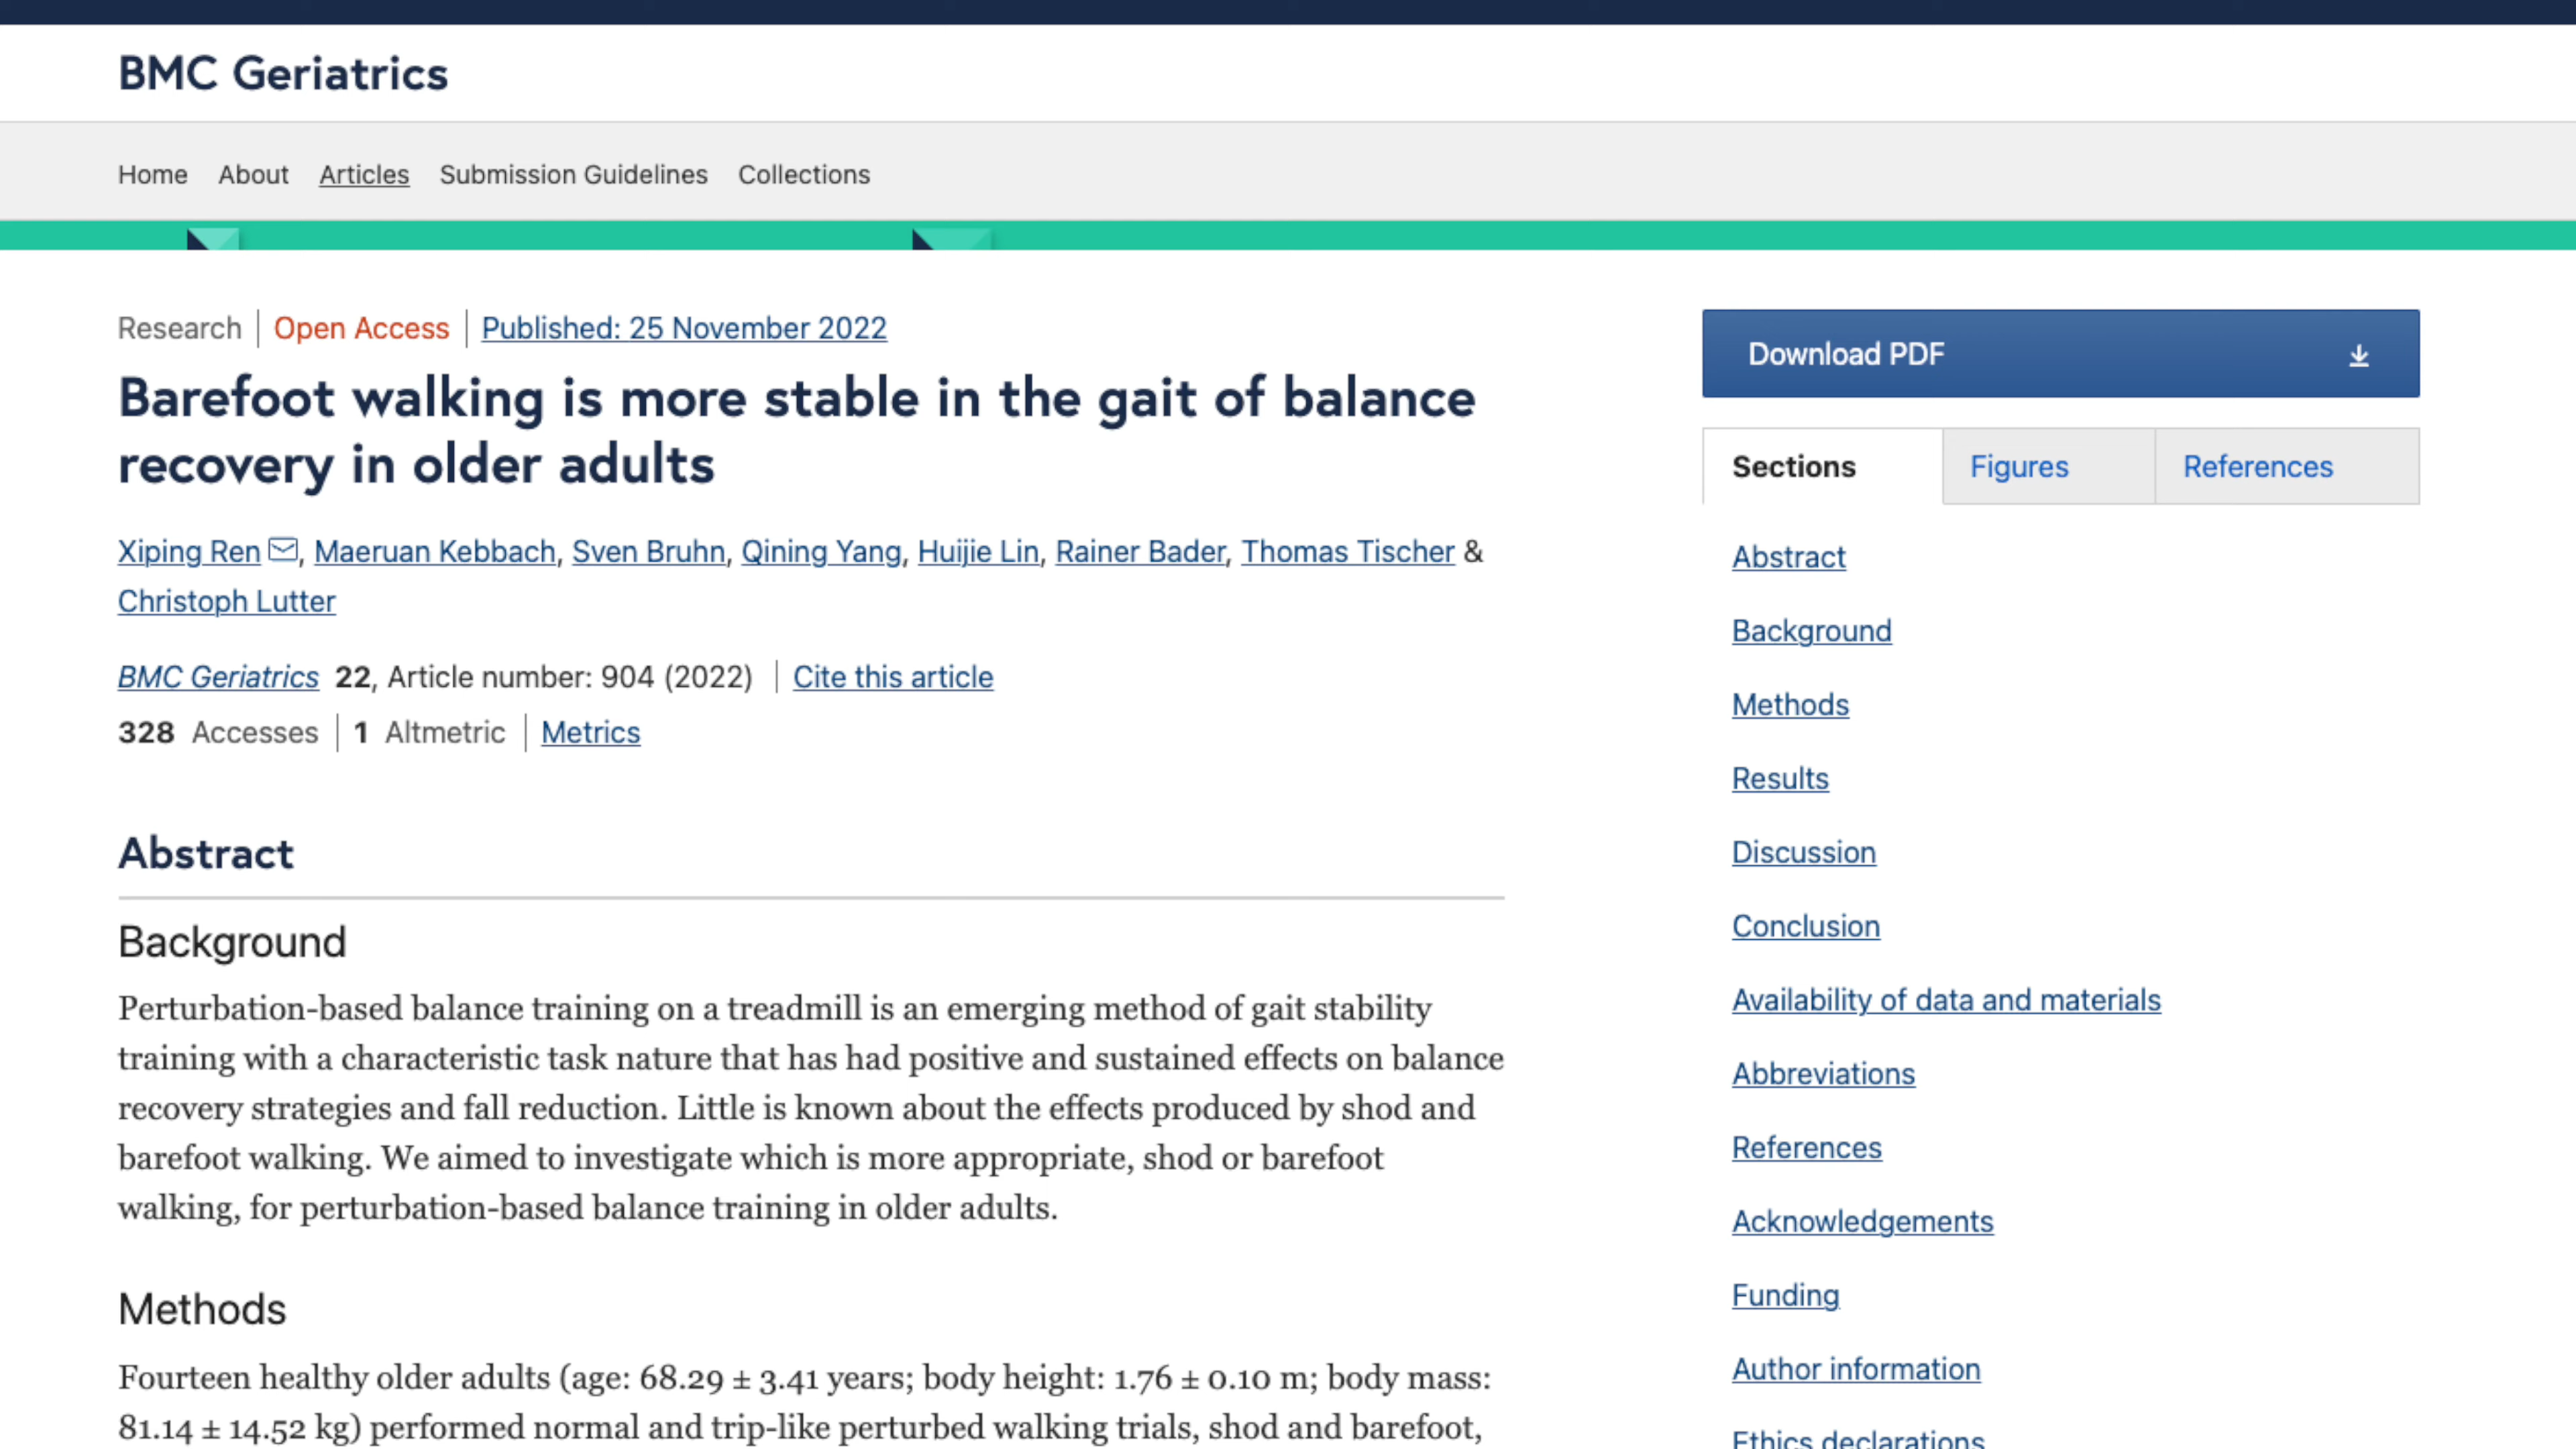 BMC Geriatrics
Home About Articles Submission Guidelines Collections
Research Open Access Published: 25 November 2022
Barefoot walking is more stable in the gait of balance
recovery in older adults
Xiping Ren, Maeruan Kebbach, Sven Bruhn, Qining Yang, Huijie Lin, Rainer Bader, Thomas Tischer &
Christoph Lutter
BMC Geriatrics 22, Article number: 904 (2022) Cite this article
328 Accesses 1 Altmetric Metrics
Abstract
Background
Perturbation-based balance training on a treadmill is an emerging method of gait stability
training with a characteristic task nature that has had positive and sustained effects on balance
recovery strategies and fall reduction. Little is known about the effects produced by shod and
barefoot walking. We aimed to investigate which is more appropriate, shod or barefoot
walking, for perturbation-based balance training in older adults.
Methods
Fourteen healthy older adults (age: 68.29 ± 3.41 years; body height: 1.76 ± 0.10 m; body mass:
81.14 ± 14.52 kg) performed normal and trip-like perturbed walking trials, shod and barefoot,
Download PDF
Sections Figures References
Abstract
Background
Methods
Results
Discussion
Conclusion
Availability of data and materials
Abbreviations
References
Acknowledgements
Funding
Author information
Ethics declarations